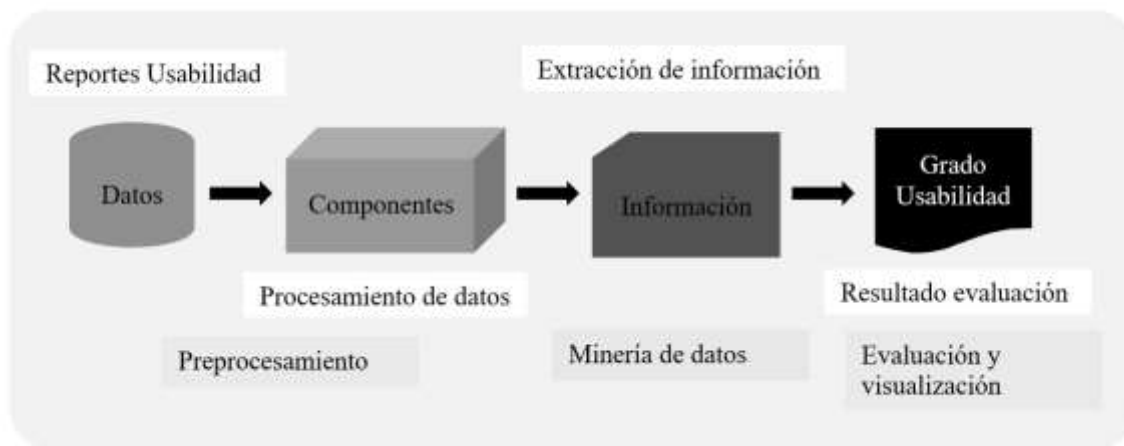 Reportes Usabilidad
Extracción de información
Datos
Componentes
Información
Grado
Usabilidad
Procesamiento de datos
Resultado evaluación
Preprocesamiento
Minería de datos
Evaluación y
visualización